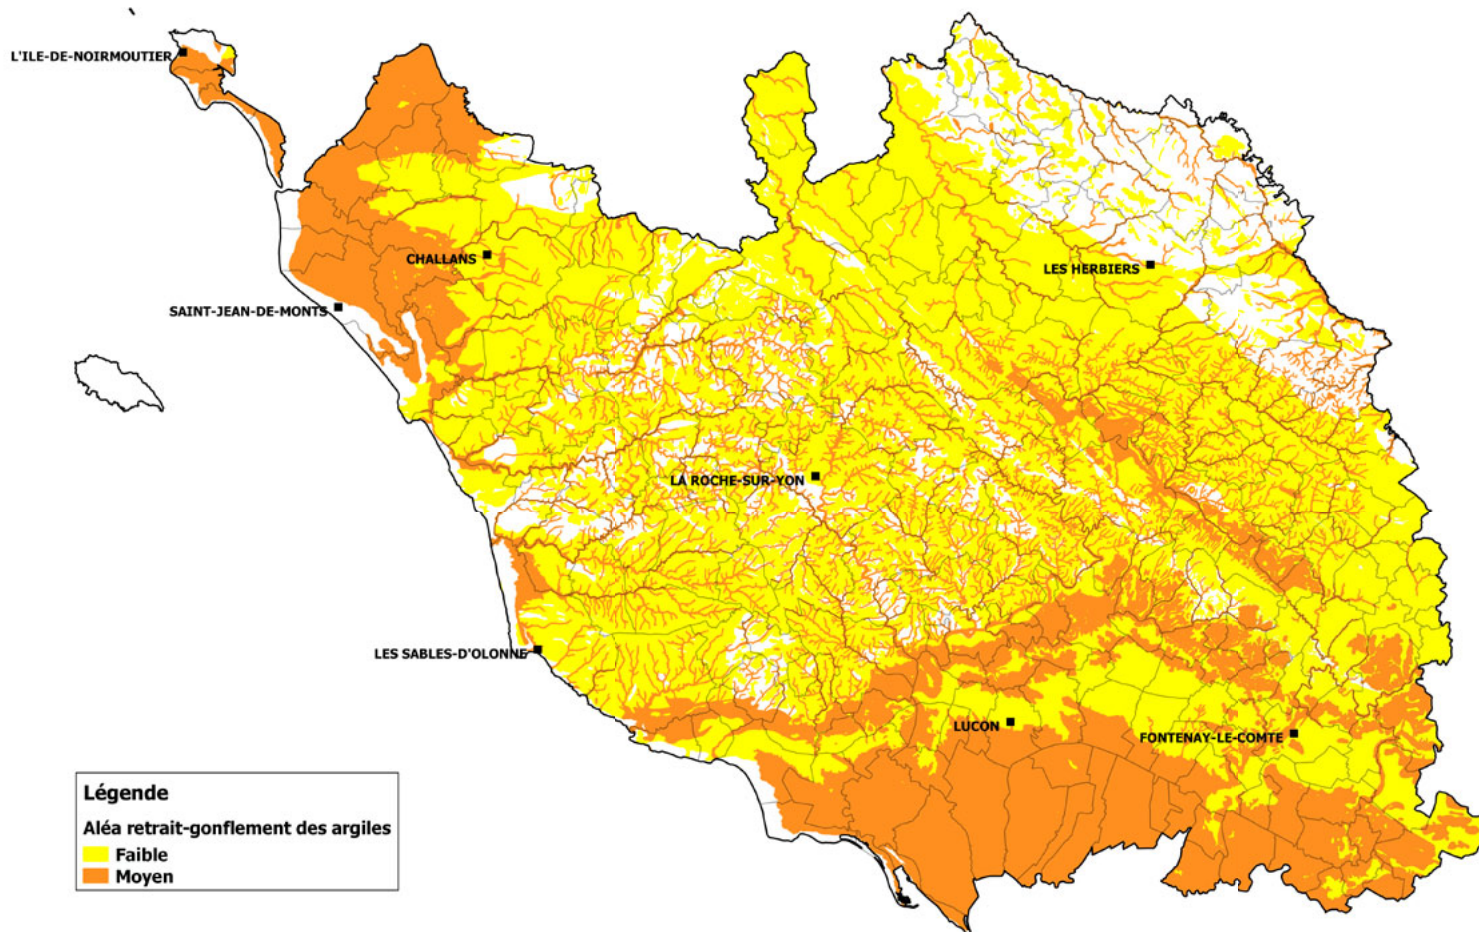 L'ILE-DE-NOIRMOUTIER
CHALLANS
LES HERBIERS
SAINT-JEAN-DE-MONTS
LA ROCHE-SUR-YON
LES SABLES-D'OLONNE
LUCON
FONTENAY-LE-COMTE
Légende
Aléa retrait-gonflement des argiles
Faible
Moyen